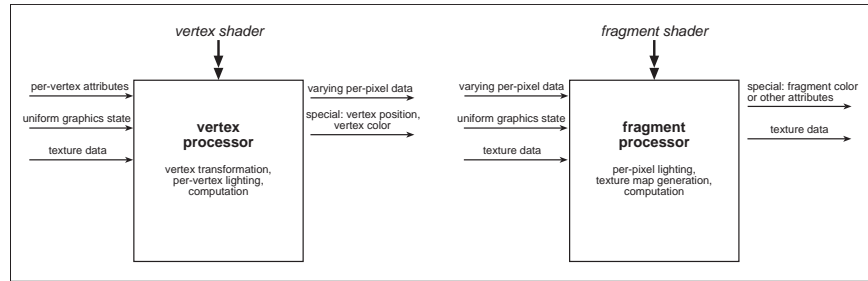 vertex shader
per-vertex attributes
uniform graphics state
texture data
vertex
processor
vertex transformation,
per-vertex lighting,
computation
varying per-pixel data
special: vertex position,
vertex color
fragment shader
varying per-pixel data
uniform graphics state
texture data
fragment
processor
per-pixel lighting,
texture map generation,
computation
special: fragment color
or other attributes
texture data